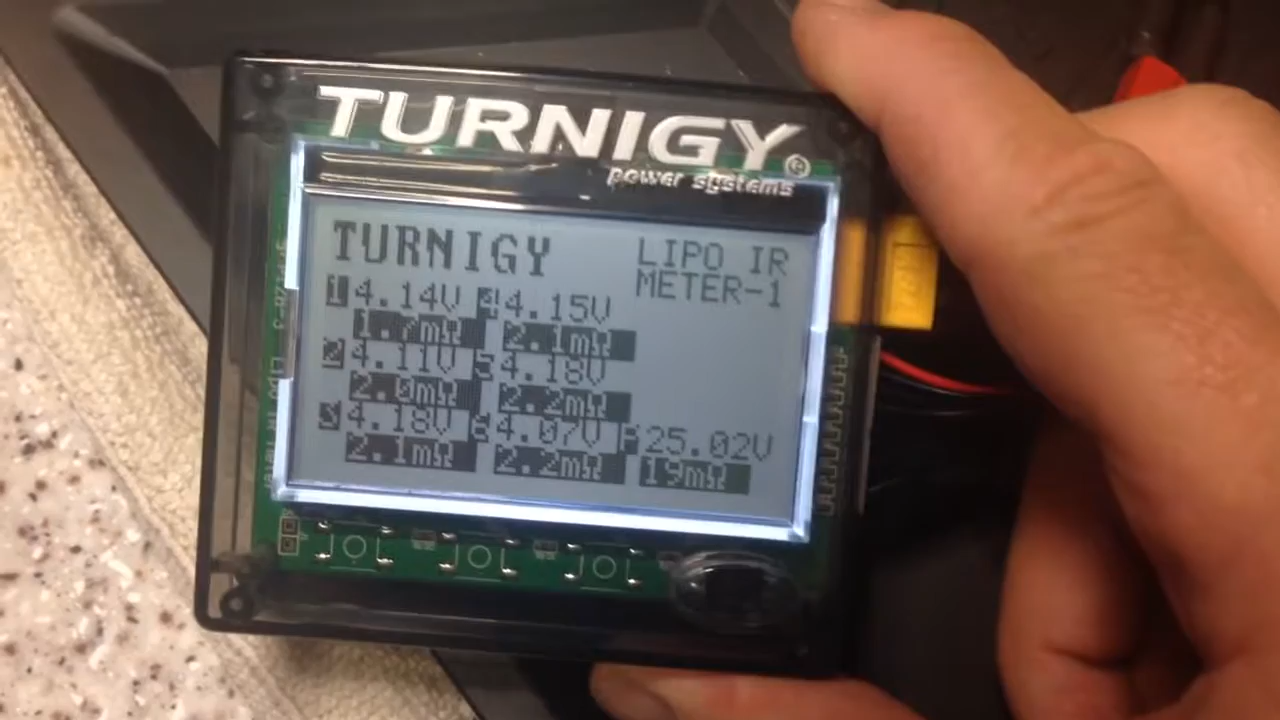 TURNIGY®
power systems
TURNIGY
LIPO IR
METER-1
1 4.14V 4 4.15V
1.7mΩ 2.1mΩ
2 4.11V 5 4.18V
2.0mΩ 2.2mΩ
3 4.18V 6 4.07V P 25.02V
2.1mΩ 2.2mΩ 19mΩ